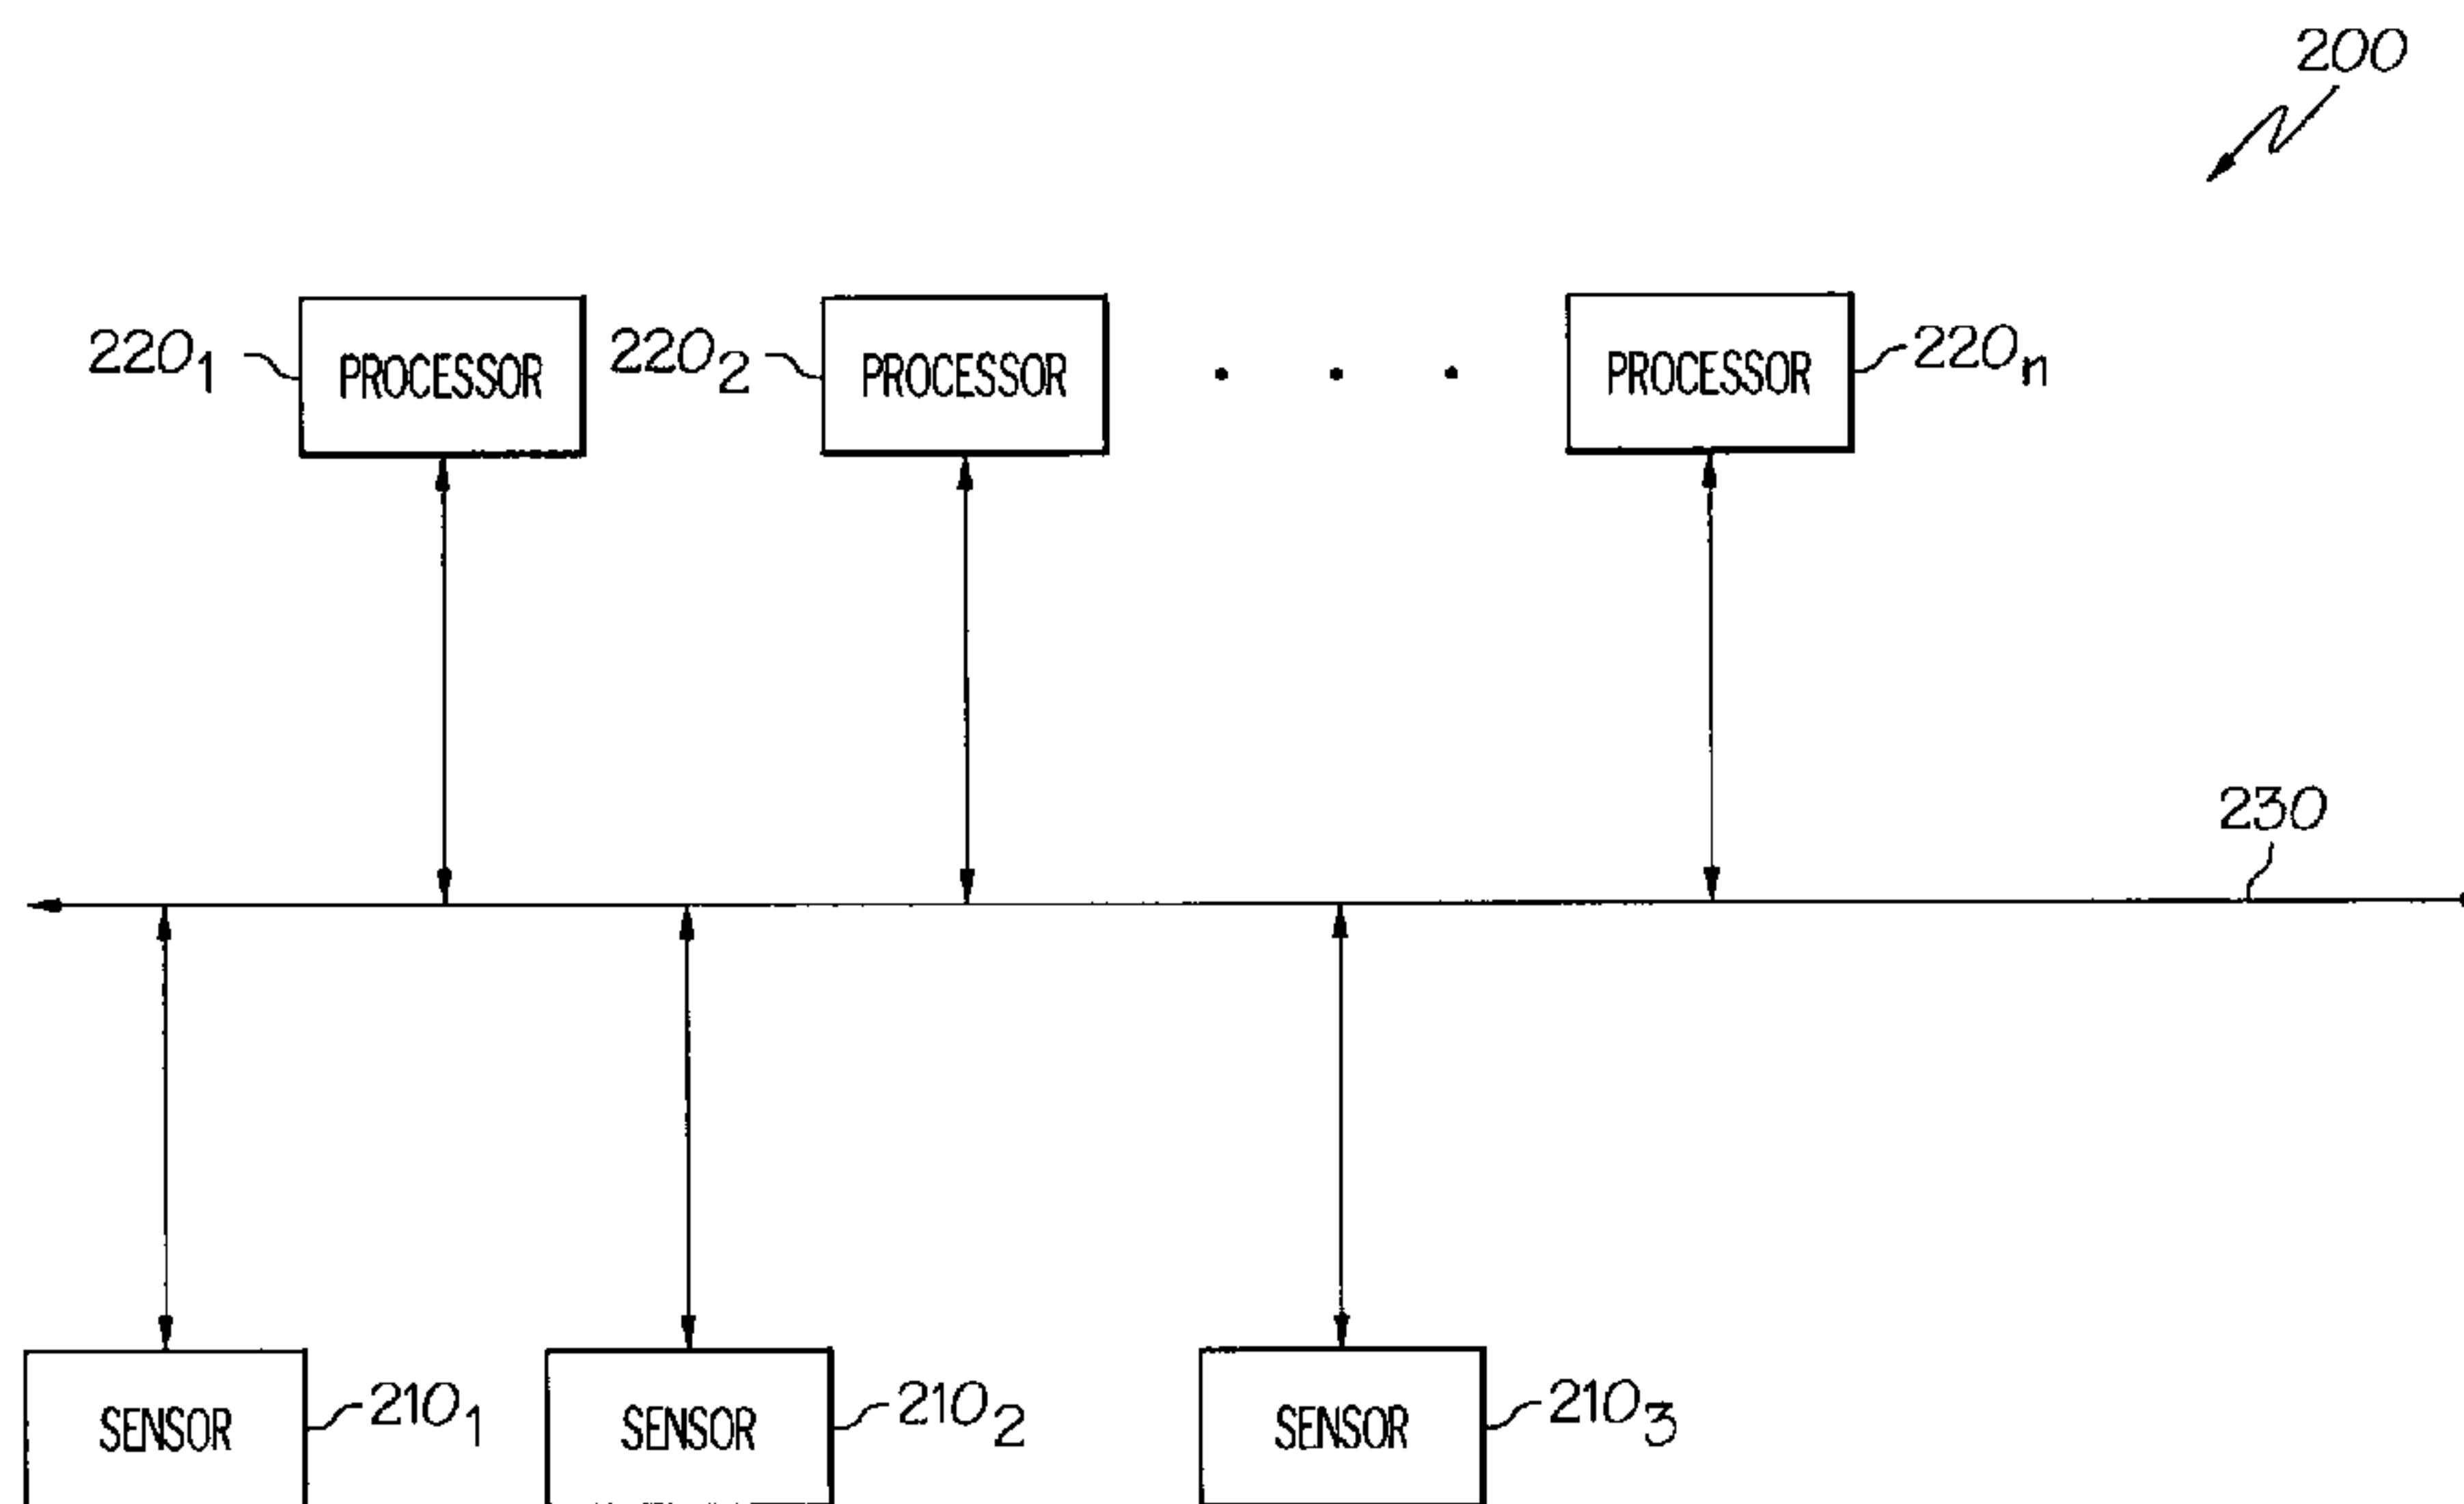 200
220₁ PROCESSOR 220₂ PROCESSOR . . . PROCESSOR 220ₙ
230
SENSOR 210₁ SENSOR 210₂ SENSOR 210₃